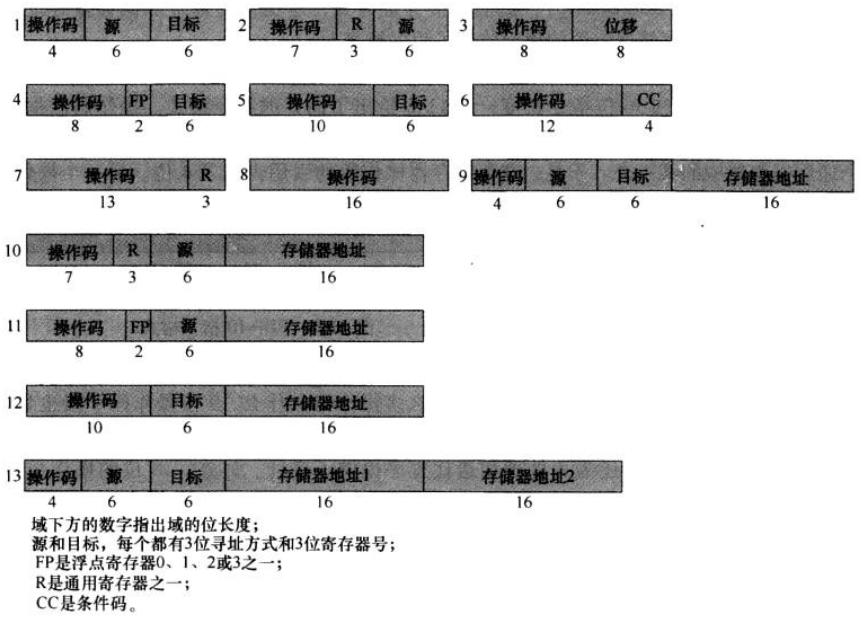 1 操作码 源 目标 2 操作码 R 源 3 操作码 位移
4 6 6 7 3 6 8 8
4 操作码 FP 目标 5 操作码 目标 6 操作码 CC
8 2 6 10 6 12 4
7 操作码 R 8 操作码 9 操作码 源 目标 存储器地址
13 3 16 4 6 6 16
10 操作码 R 源 存储器地址
7 3 6 16
11 操作码 FP 源 存储器地址
8 2 6 16
12 操作码 目标 存储器地址
10 6 16
13 操作码 源 目标 存储器地址1 存储器地址2
4 6 6 16 16
域下方的数字指出域的位长度；
源和目标，每个都有3位寻址方式和3位寄存器号；
FP是浮点寄存器0、1、2或3之一；
R是通用寄存器之一；
CC是条件码。